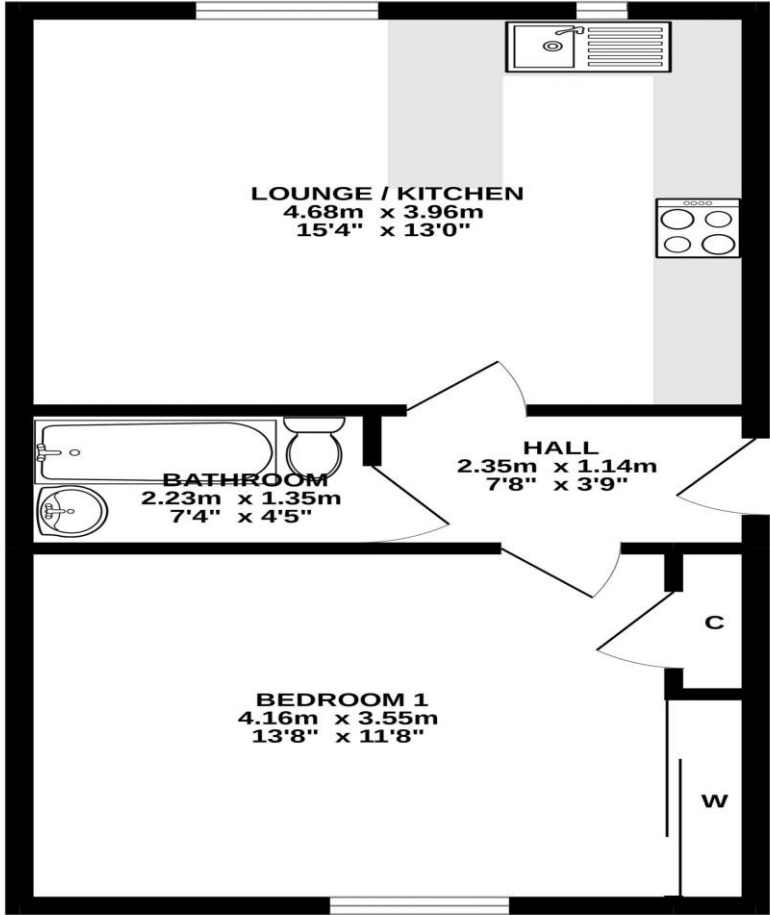 LOUNGE / KITCHEN
4.68m x 3.96m
15'4" x 13'0"
HALL
2.35m x 1.14m
7'8" x 3'9"
BATHROOM
2.23m x 1.35m
7'4" x 4'5"
C
BEDROOM 1
4.16m x 3.55m
13'8" x 11'8"
W